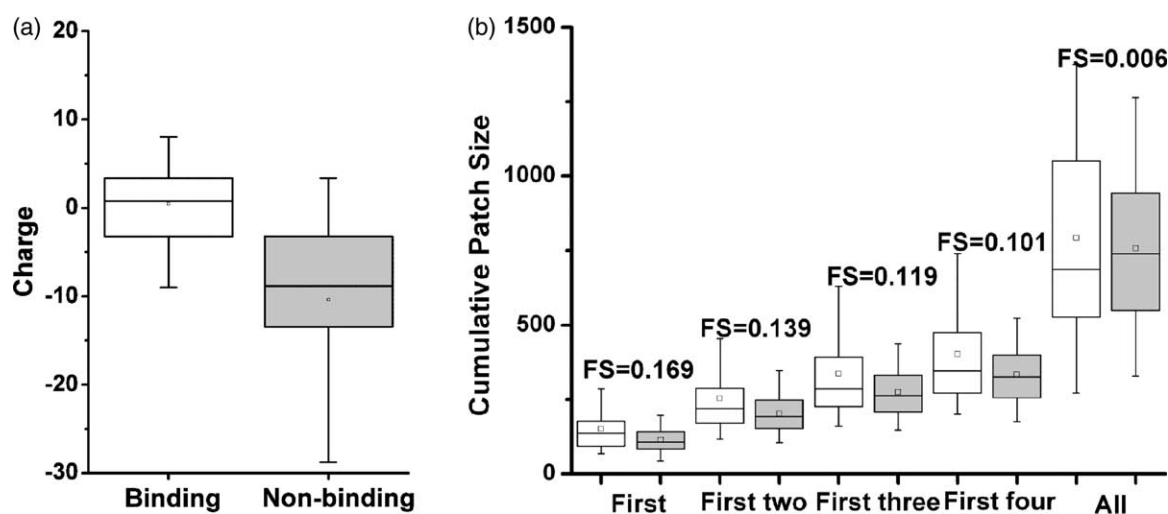 (a)
20
10
0
-10
-20
-30
Charge
Binding Non-binding
(b)
1500
1000
500
0
Cumulative Patch Size
FS=0.169
FS=0.139
FS=0.119
FS=0.101
FS=0.006
First First two First three First four All